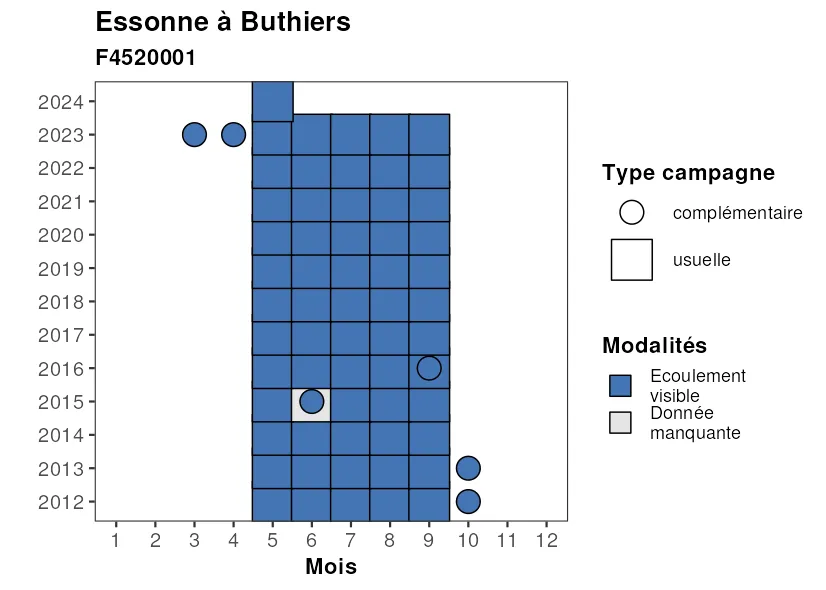 Essonne à Buthiers
F4520001
2024
2023
2022
2021
2020
2019
2018
2017
2016
2015
2014
2013
2012
1 2 3 4 5 6 7 8 9 10 11 12
Mois
Type campagne
complémentaire
usuelle
Modalités
Ecoulement
visible
Donnée
manquante